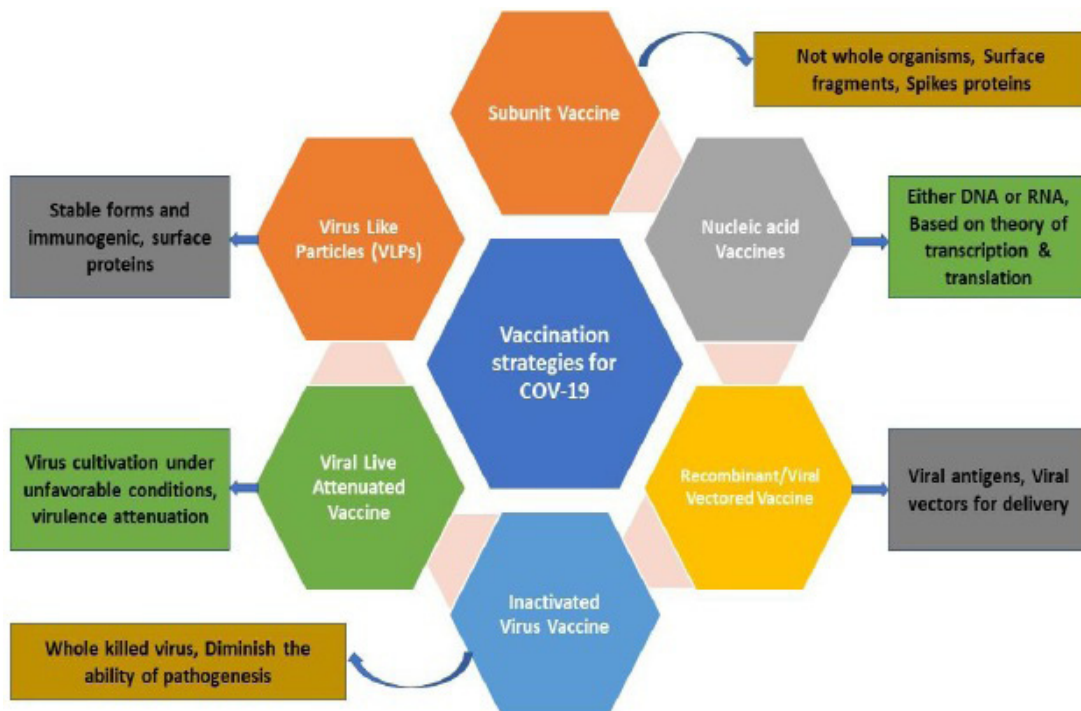 Subunit Vaccine
Not whole organisms, Surface
fragments, Spikes proteins
Stable forms and
immunogenic, surface
proteins
Virus Like
Particles (VLPs)
Nucleic acid
Vaccines
Either DNA or RNA,
Based on theory of
transcription &
translation
Vaccination
strategies for
COV-19
Virus cultivation under
unfavorable conditions,
virulence attenuation
Viral Live
Attenuated
Vaccine
Recombinant/Viral
Vectored Vaccine
Viral antigens, Viral
vectors for delivery
Inactivated
Virus Vaccine
Whole killed virus, Diminish the
ability of pathogenesis